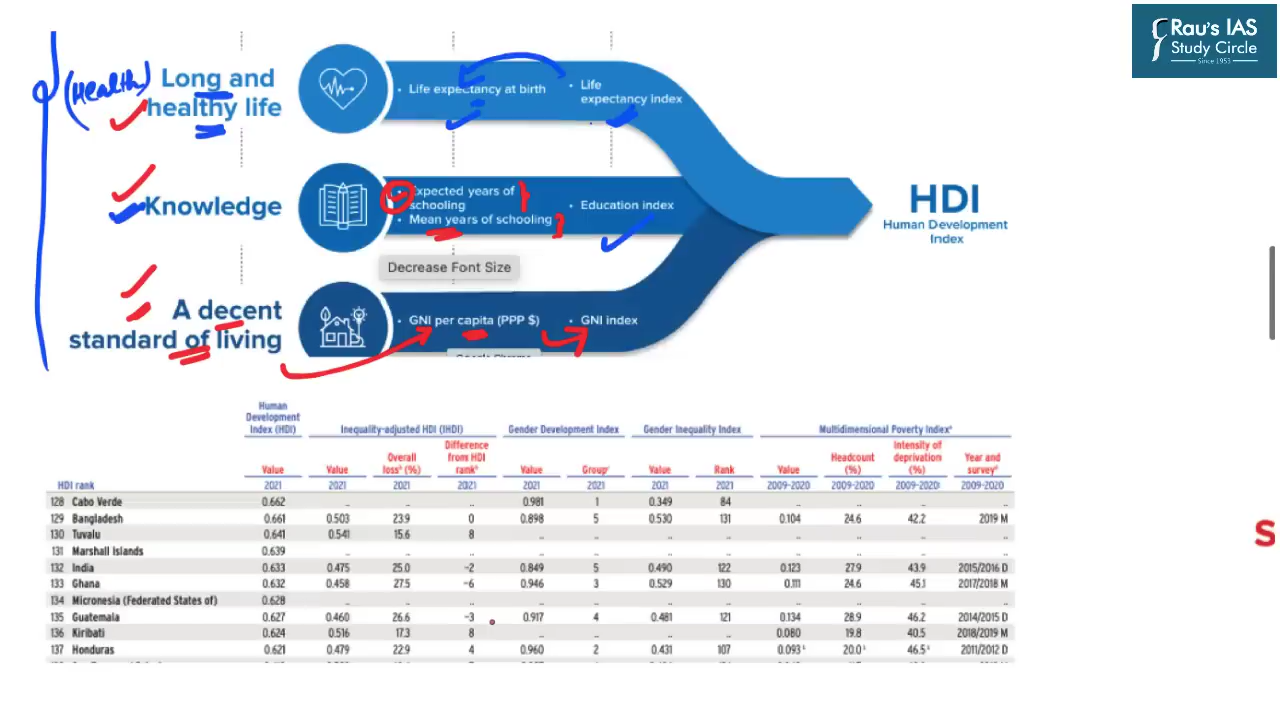 Rau's IAS
Study Circle
Since 1953
(Health)
Long and
healthy life
Life expectancy at birth
Life
expectancy index
Knowledge
Expected years of
schooling
Mean years of schooling
Education index
HDI
Human Development
Index
Decrease Font Size
A decent
standard of living
GNI per capita (PPP $)
GNI index
Human
Development
Index (HDI) Inequality-adjusted HDI (IHDI) Gender Development Index Gender Inequality Index Multidimensional Poverty Indexᵃ
Value Value Overall lossᵇ (%) Difference from HDI rankᵇ Value Groupᶜ Value Rank Value Headcount (%) Intensity of deprivation (%) Year and surveyᵈ
HDI rank 2021 2021 2021 2021 2021 2021 2021 2021 2009-2020 2009-2020 2009-2020 2009-2020
128 Cabo Verde 0.662 .. .. .. 0.981 1 0.349 84 .. .. ..
129 Bangladesh 0.661 0.503 23.9 0 0.898 5 0.530 131 0.104 24.6 42.2 2019 M
130 Tuvalu 0.641 0.541 15.6 8 .. .. .. .. .. .. ..
131 Marshall Islands 0.639 .. .. .. .. .. .. .. .. .. ..
132 India 0.633 0.475 25.0 -2 0.849 5 0.490 122 0.123 27.9 43.9 2015/2016 D
133 Ghana 0.632 0.458 27.5 -6 0.946 3 0.529 130 0.111 24.6 45.1 2017/2018 M
134 Micronesia (Federated States of) 0.628 .. .. .. .. .. .. .. .. .. ..
135 Guatemala 0.627 0.460 26.6 -3 0.917 4 0.481 121 0.134 28.9 46.2 2014/2015 D
136 Kiribati 0.624 0.516 17.3 8 .. .. .. .. 0.080 19.8 40.5 2018/2019 M
137 Honduras 0.621 0.479 22.9 4 0.960 2 0.431 107 0.093 20.0 46.5 2011/2012 D
S